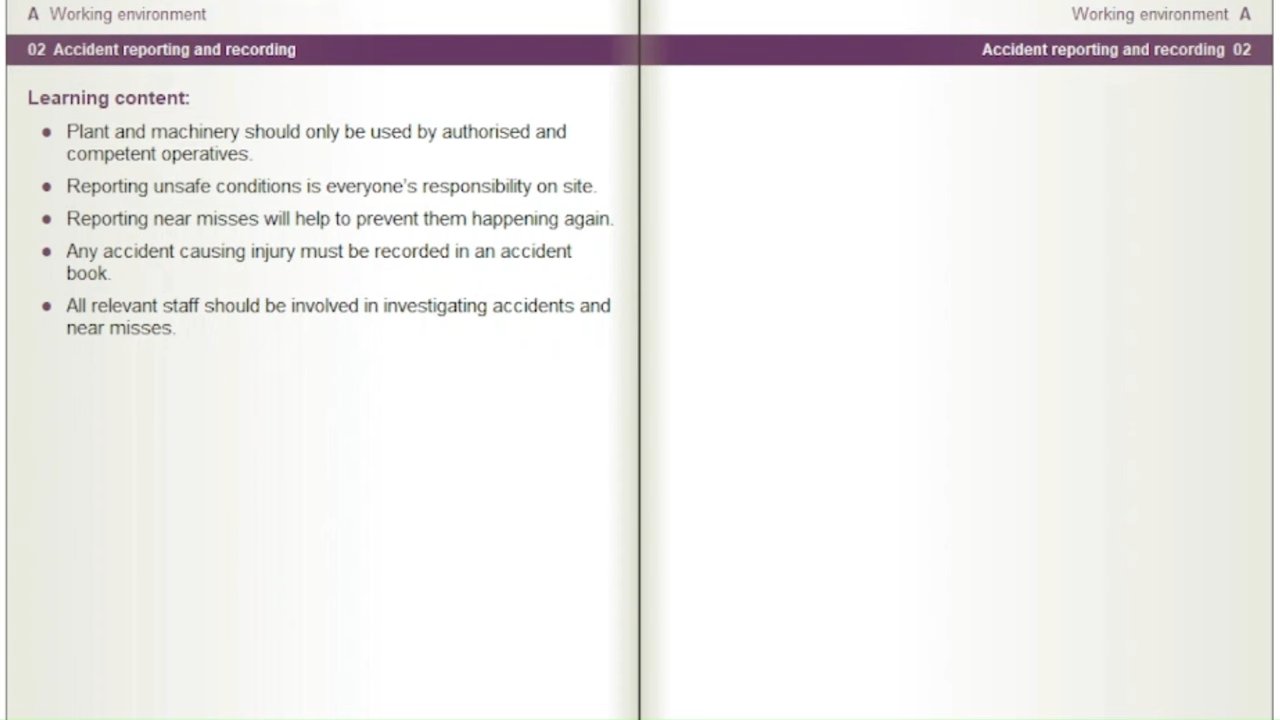 A Working environment
02 Accident reporting and recording
Learning content:
● Plant and machinery should only be used by authorised and
competent operatives.
● Reporting unsafe conditions is everyone's responsibility on site.
● Reporting near misses will help to prevent them happening again.
● Any accident causing injury must be recorded in an accident
book.
● All relevant staff should be involved in investigating accidents and
near misses.
Working environment A
Accident reporting and recording 02